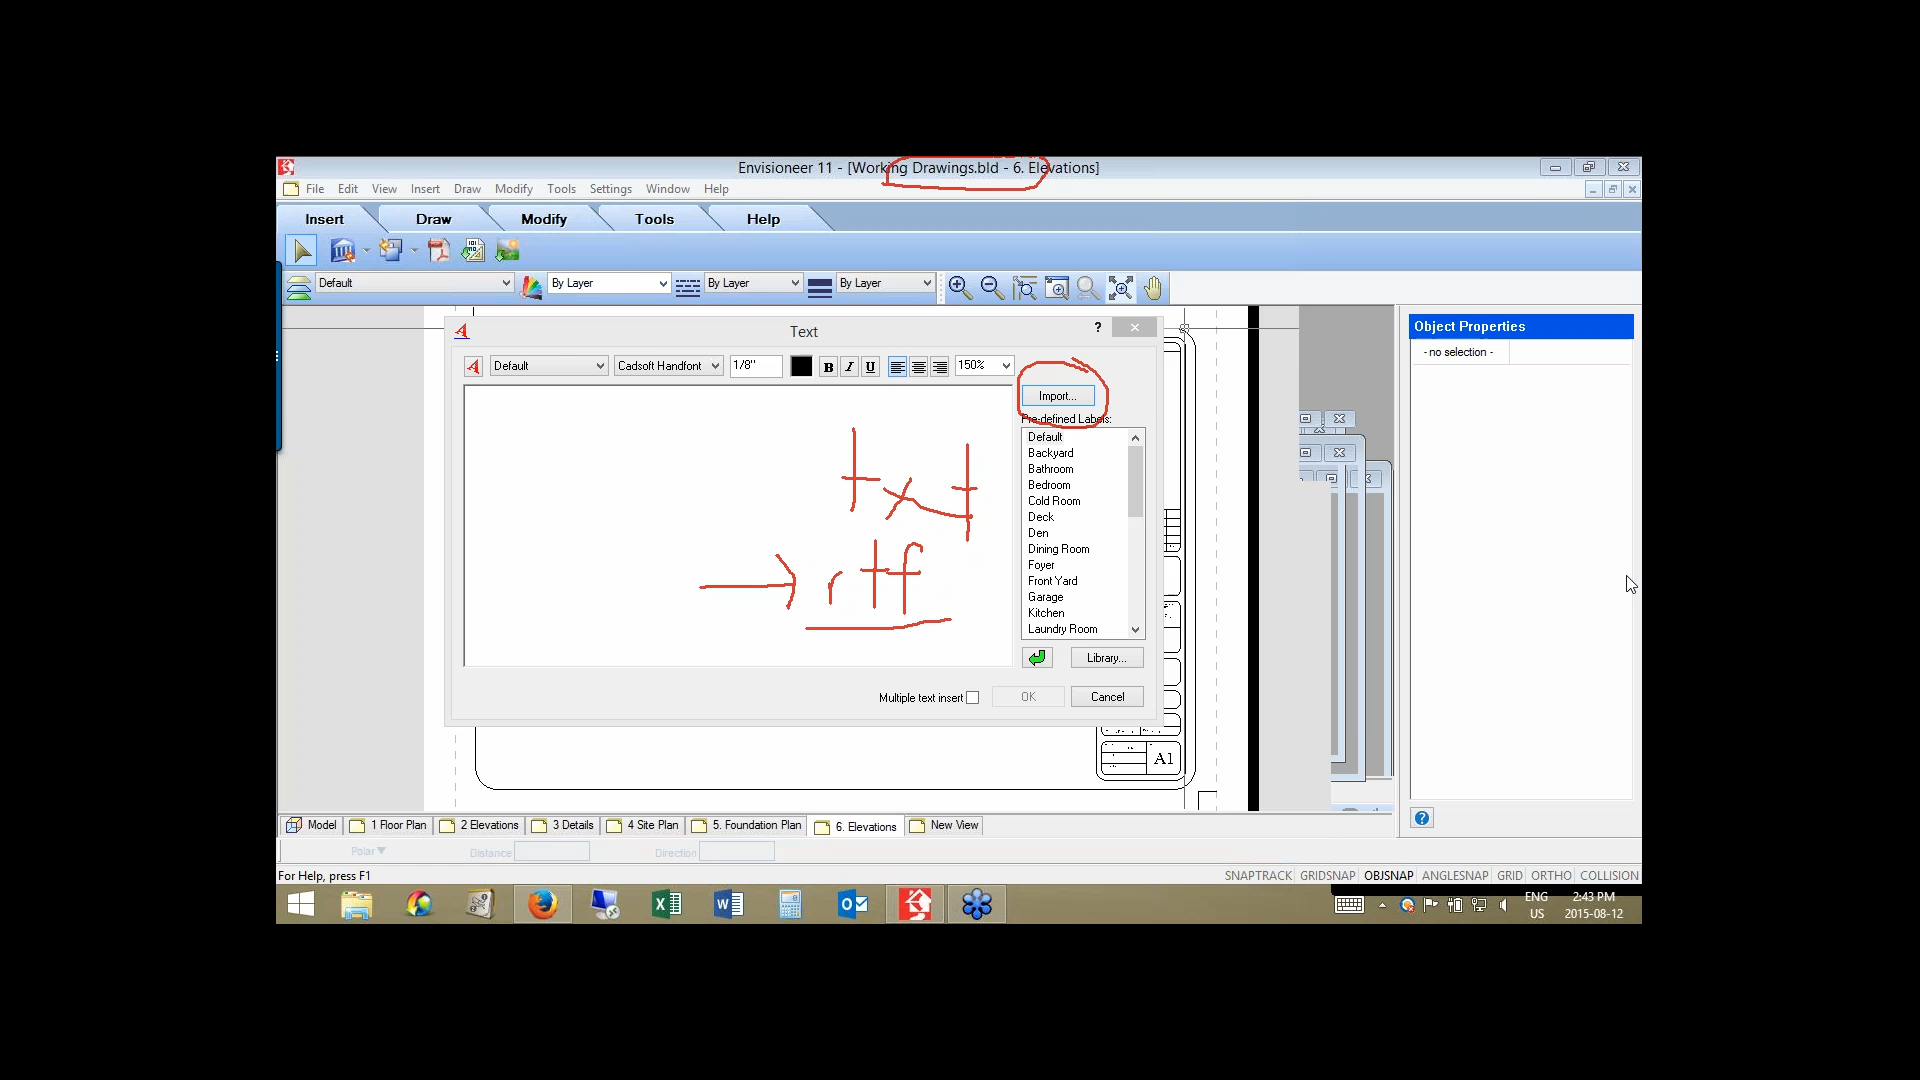 Envisioneer 11 - [Working Drawings.bld - 6. Elevations]
File Edit View Insert Draw Modify Tools Settings Window Help
Insert Draw Modify Tools Help
Default By Layer By Layer By Layer
Text
?
Default Cadsoft Handfont 1/8" B I U 150%
Import...
Pre-defined Labels:
Default
Backyard
Bathroom
Bedroom
Cold Room
Deck
Den
Dining Room
Foyer
Front Yard
Garage
Kitchen
Laundry Room
txt
rtf
Library...
Multiple text insert OK Cancel
A1
Object Properties
- no selection -
Model 1 Floor Plan 2 Elevations 3 Details 4 Site Plan 5. Foundation Plan 6. Elevations New View
Polar Distance Direction
For Help, press F1
SNAPTRACK GRIDSNAP OBJSNAP ANGLESNAP GRID ORTHO COLLISION
ENG 2:43 PM
US 2015-08-12